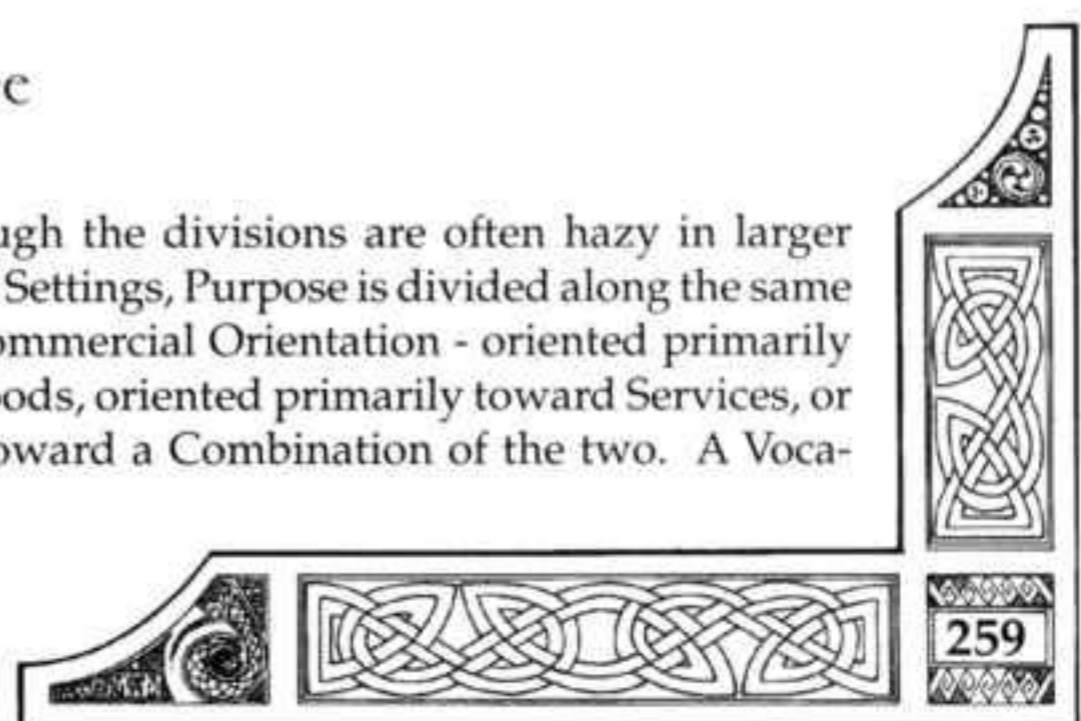 e
ugh the divisions are often hazy in larger
Settings, Purpose is divided along the same
ommercial Orientation - oriented primarily
oods, oriented primarily toward Services, or
oward a Combination of the two. A Voca-
259